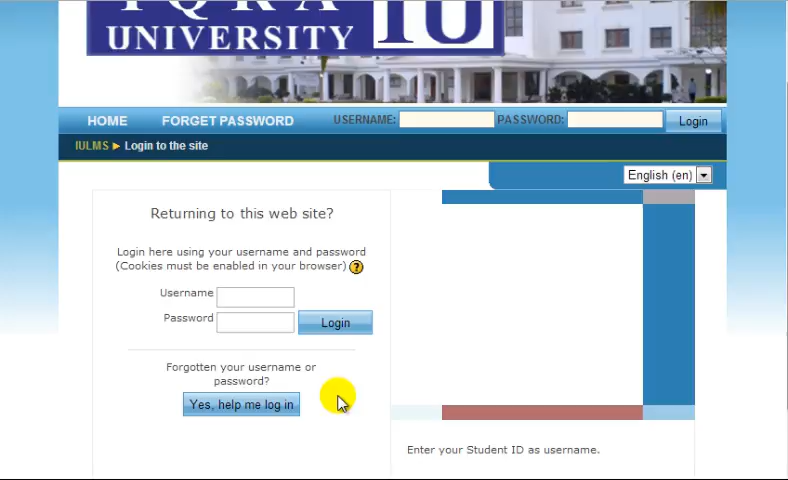 IQRA
UNIVERSITY IU
HOME FORGET PASSWORD USERNAME: PASSWORD: Login
IULMS ► Login to the site
English (en)
Returning to this web site?
Login here using your username and password
(Cookies must be enabled in your browser) ?
Username
Password Login
Forgotten your username or
password?
Yes, help me log in
Enter your Student ID as username.